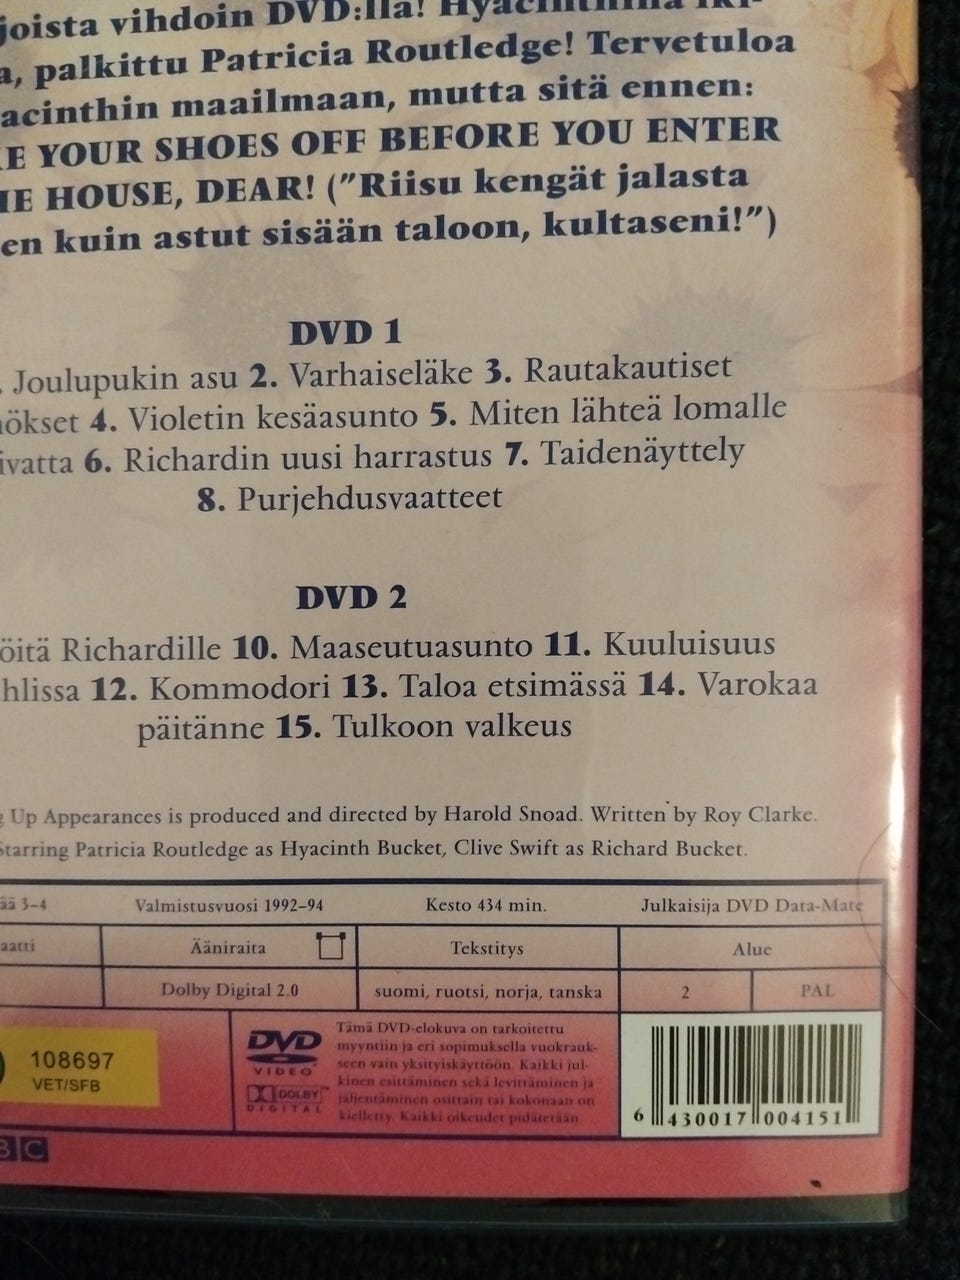 joista vihdoin DVD:llä! Hyacinthinä iki-
a, palkittu Patricia Routledge! Tervetuloa
acinthin maailmaan, mutta sitä ennen:
KE YOUR SHOES OFF BEFORE YOU ENTER
HE HOUSE, DEAR! ("Riisu kengät jalasta
en kuin astut sisään taloon, kultaseni!")
DVD 1
. Joulupukin asu 2. Varhaiseläke 3. Rautakautiset
nökset 4. Violetin kesäasunto 5. Miten lähteä lomalle
ivatta 6. Richardin uusi harrastus 7. Taidenäyttely
8. Purjehdusvaatteet
DVD 2
öitä Richardille 10. Maaseutuasunto 11. Kuuluisuus
hlissa 12. Kommodori 13. Taloa etsimässä 14. Varokaa
päitänne 15. Tulkoon valkeus
g Up Appearances is produced and directed by Harold Snoad. Written by Roy Clarke.
Starring Patricia Routledge as Hyacinth Bucket, Clive Swift as Richard Bucket.
ää 3-4 Valmistusvuosi 1992-94 Kesto 434 min. Julkaisija DVD Data-Mate
aatti Ääniraita Tekstitys Alue
Dolby Digital 2.0 suomi, ruotsi, norja, tanska 2 PAL
108697
VET/SFB
DVD
VIDEO
DOLBY
DIGITAL
Tämä DVD-elokuva on tarkoitettu
myyntiin ja eri sopimuksella vuokrauk-
seen vain yksityiskäyttöön. Kaikki jul-
kinen esittäminen sekä levittäminen ja
jäljentäminen osittain tai kokonaan on
kielletty. Kaikki oikeudet pidätetään
6 430017 004151
BC